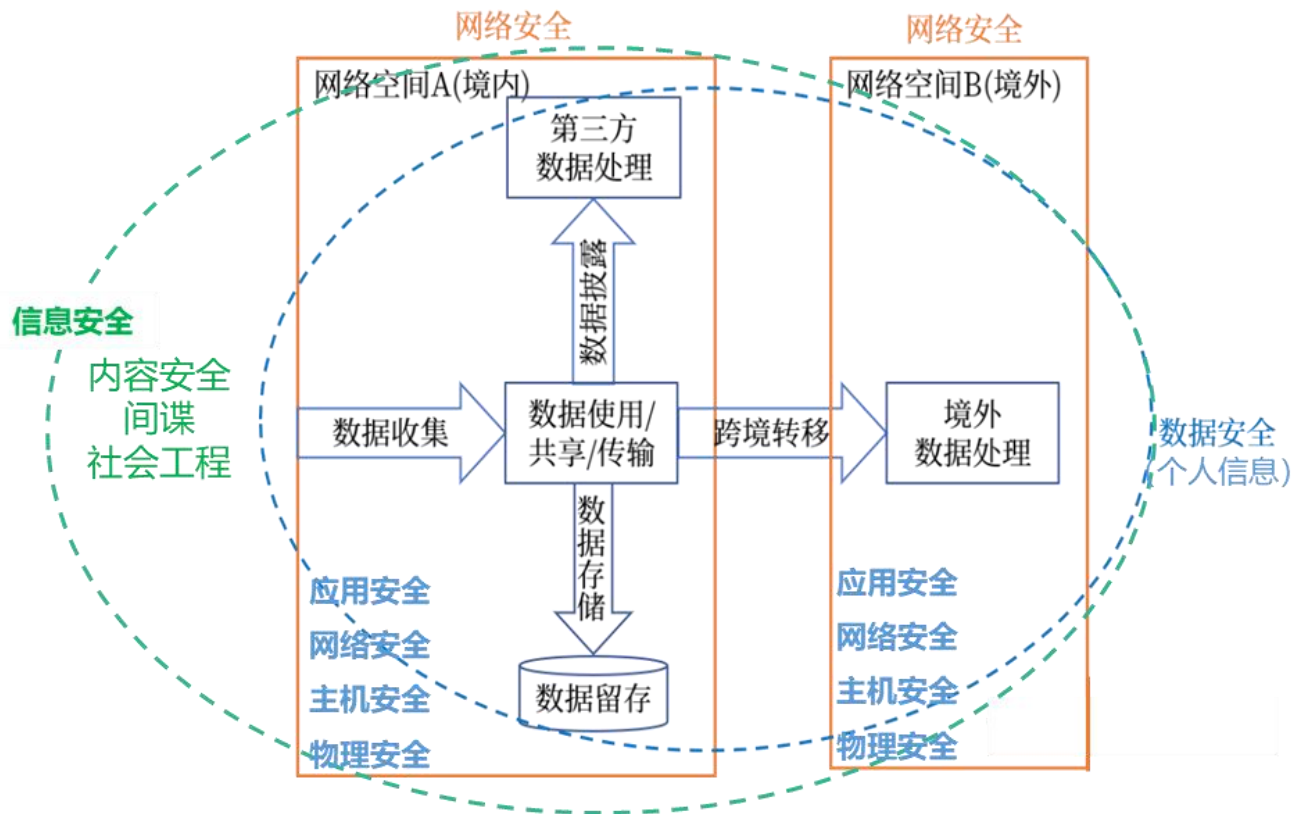 网络安全
网络安全
网络空间A(境内)
网络空间B(境外)
第三方
数据处理
数据披露
信息安全
内容安全
间谍
社会工程
数据收集
数据使用/
共享/传输
跨境转移
境外
数据处理
数据安全
(个人信息)
数据存储
应用安全
网络安全
主机安全
物理安全
数据留存
应用安全
网络安全
主机安全
物理安全